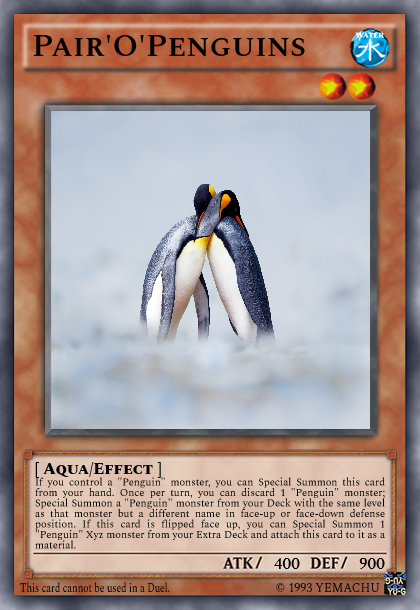 PAIR'O'PENGUINS
WATER
水
[ AQUA/EFFECT ]
If you control a "Penguin" monster, you can Special Summon this card
from your hand. Once per turn, you can discard 1 "Penguin" monster;
Special Summon a "Penguin" monster from your Deck with the same level
as that monster but a different name in face-up or face-down defense
position. If this card is flipped face up, you can Special Summon 1
"Penguin" Xyz monster from your Extra Deck and attach this card to it as a
material.
ATK/ 400 DEF/ 900
This card cannot be used in a Duel.
© 1993 YEMACHU